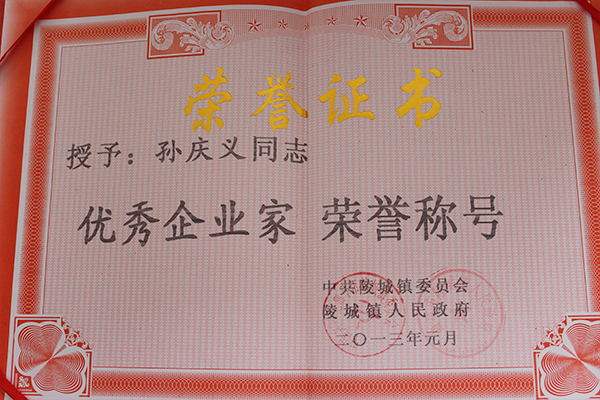 荣誉证书
授予：孙庆义同志
优秀企业家 荣誉称号
中共陵城镇委员会
陵城镇人民政府
二〇一三年元月